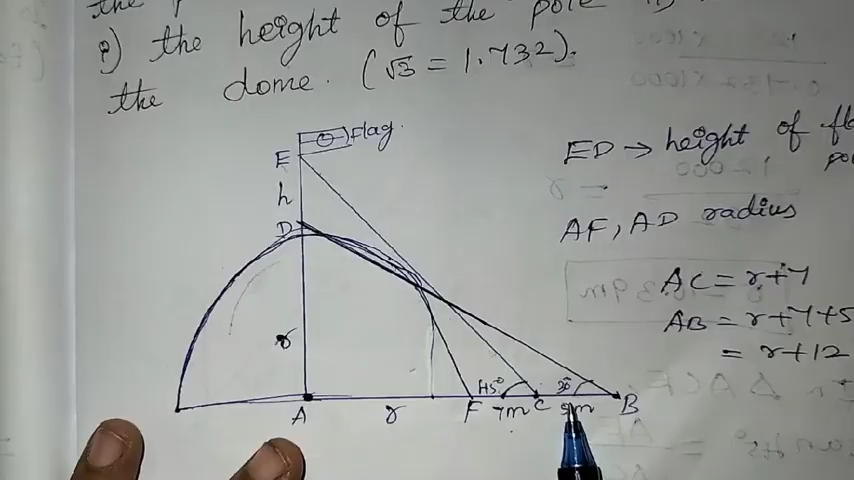 the
?) the height of the pole
the dome. (√3 = 1.732).
Flag.
E
h
D
r
A
r
F
7m
C
5m
B
45°
30°
ED → height of
AF, AD radius
AC = r+7
AB = r+7+5
= r+12